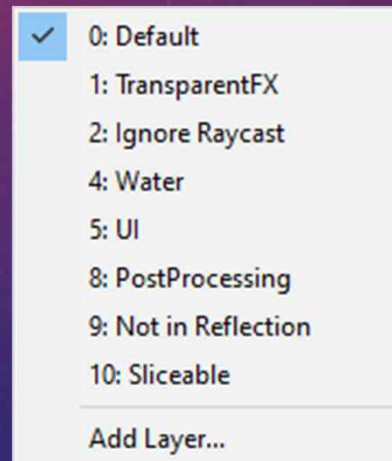 0: Default
1: TransparentFX
2: Ignore Raycast
4: Water
5: UI
8: PostProcessing
9: Not in Reflection
10: Sliceable
Add Layer...